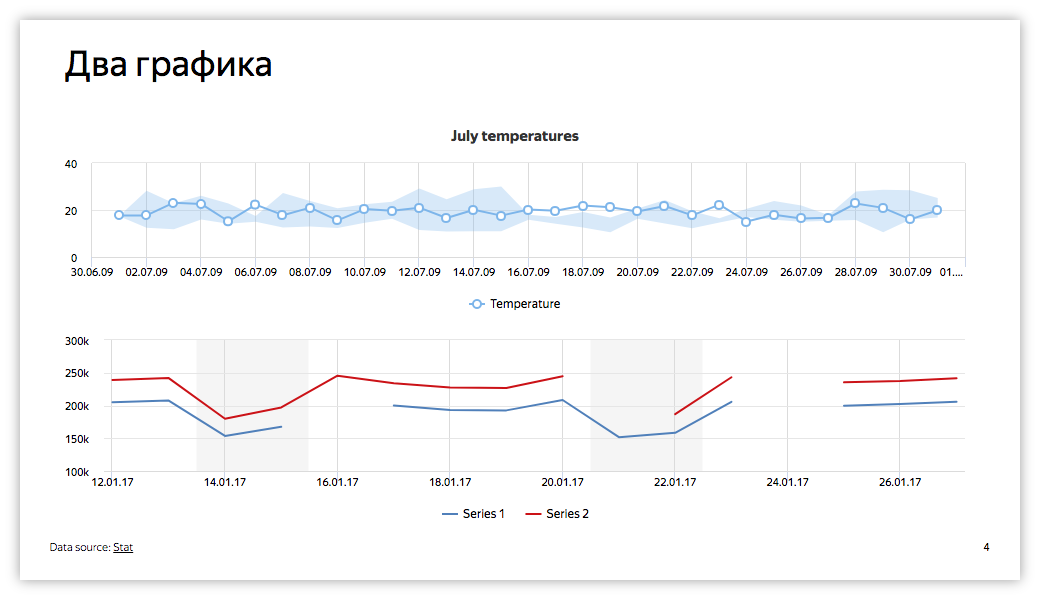 Два графика
July temperatures
40
20
0
30.06.09 02.07.09 04.07.09 06.07.09 08.07.09 10.07.09 12.07.09 14.07.09 16.07.09 18.07.09 20.07.09 22.07.09 24.07.09 26.07.09 28.07.09 30.07.09 01....
Temperature
300k
250k
200k
150k
100k
12.01.17 14.01.17 16.01.17 18.01.17 20.01.17 22.01.17 24.01.17 26.01.17
Series 1 Series 2
Data source: Stat 4